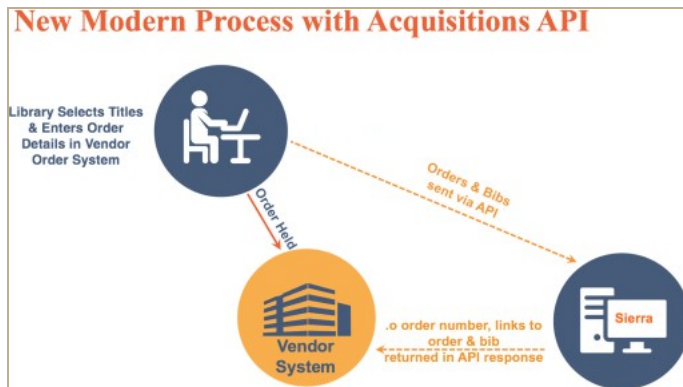 New Modern Process with Acquisitions API
Library Selects Titles
& Enters Order
Details in Vendor
Order System
Orders & Bibs
sent via API
Order Held
Sierra
.o order number, links to
order & bib
returned in API response
Vendor
System